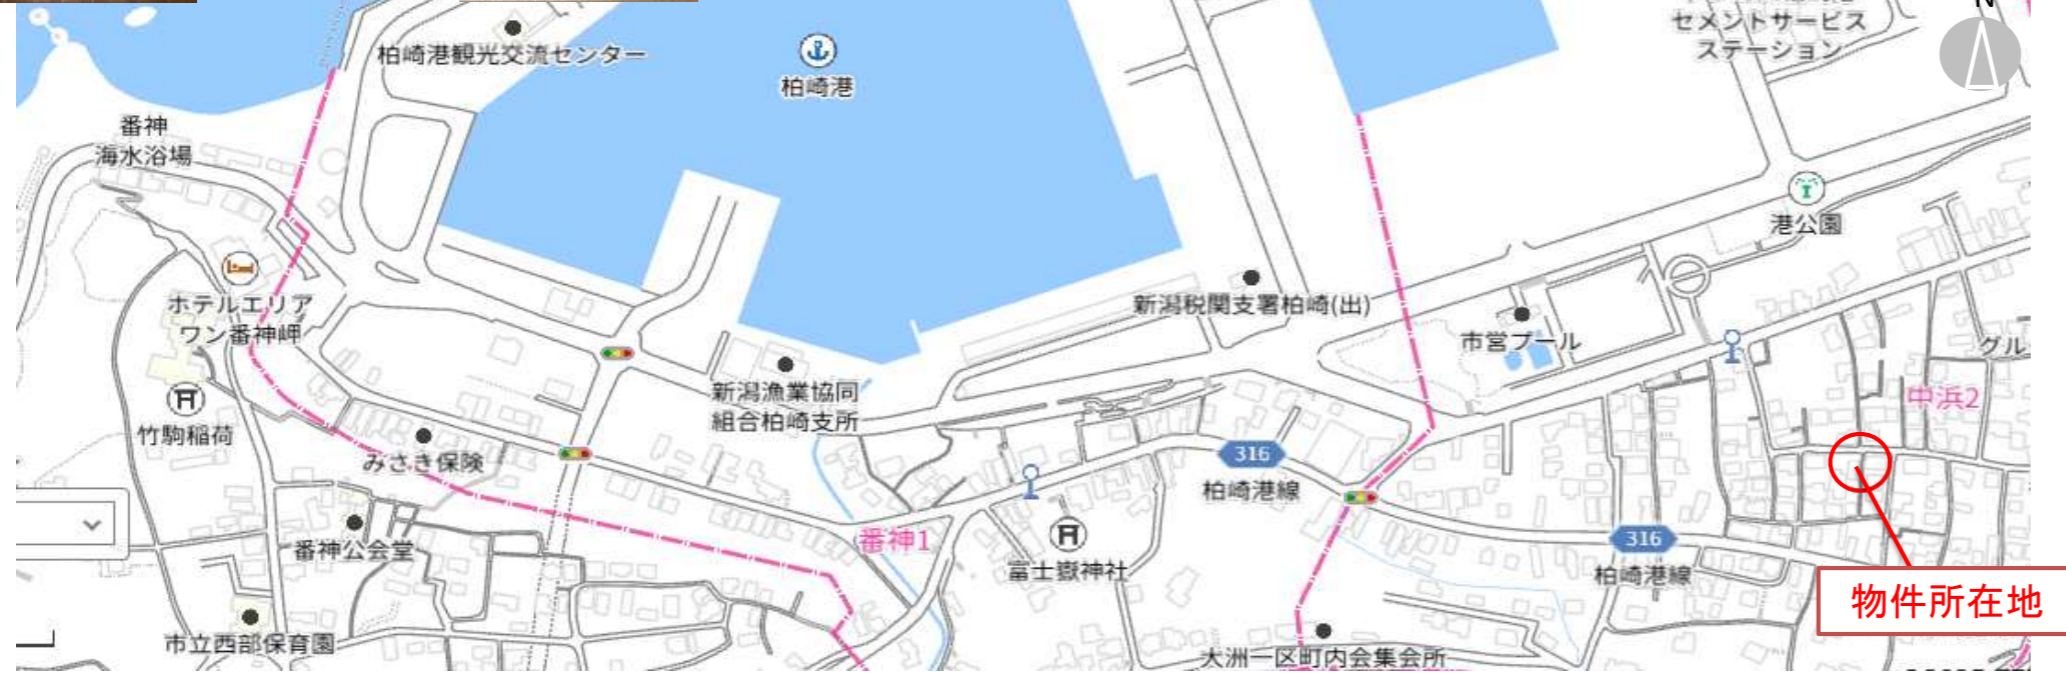 N
セメントサービス
ステーション
柏崎港観光交流センター
柏崎港
番神
海水浴場
港公園
ホテルエリア
ワン番神岬
新潟税関支署柏崎(出)
市営プール
グル
新潟漁業協同
組合柏崎支所
中浜2
竹駒稲荷
みさき保険
316
柏崎港線
番神1
番神公会堂
富士嶽神社
316
柏崎港線
物件所在地
市立西部保育園
大洲一区町内会集会所